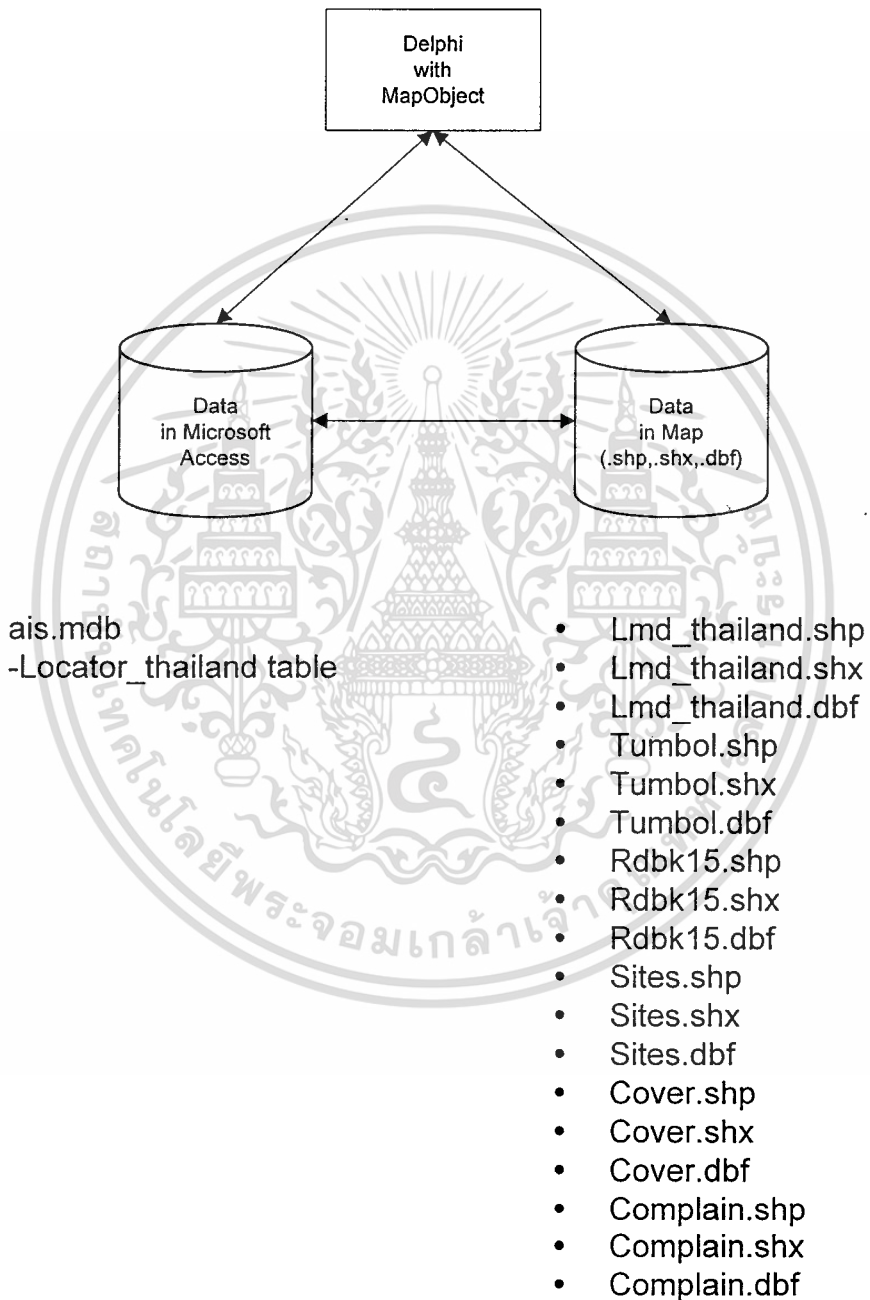 Delphi
with
MapObject
Data
in Microsoft
Access
Data
in Map
(.shp,.shx,.dbf)
ais.mdb
-Locator_thailand table
• Lmd_thailand.shp
• Lmd_thailand.shx
• Lmd_thailand.dbf
• Tumbol.shp
• Tumbol.shx
• Tumbol.dbf
• Rdbk15.shp
• Rdbk15.shx
• Rdbk15.dbf
• Sites.shp
• Sites.shx
• Sites.dbf
• Cover.shp
• Cover.shx
• Cover.dbf
• Complain.shp
• Complain.shx
• Complain.dbf